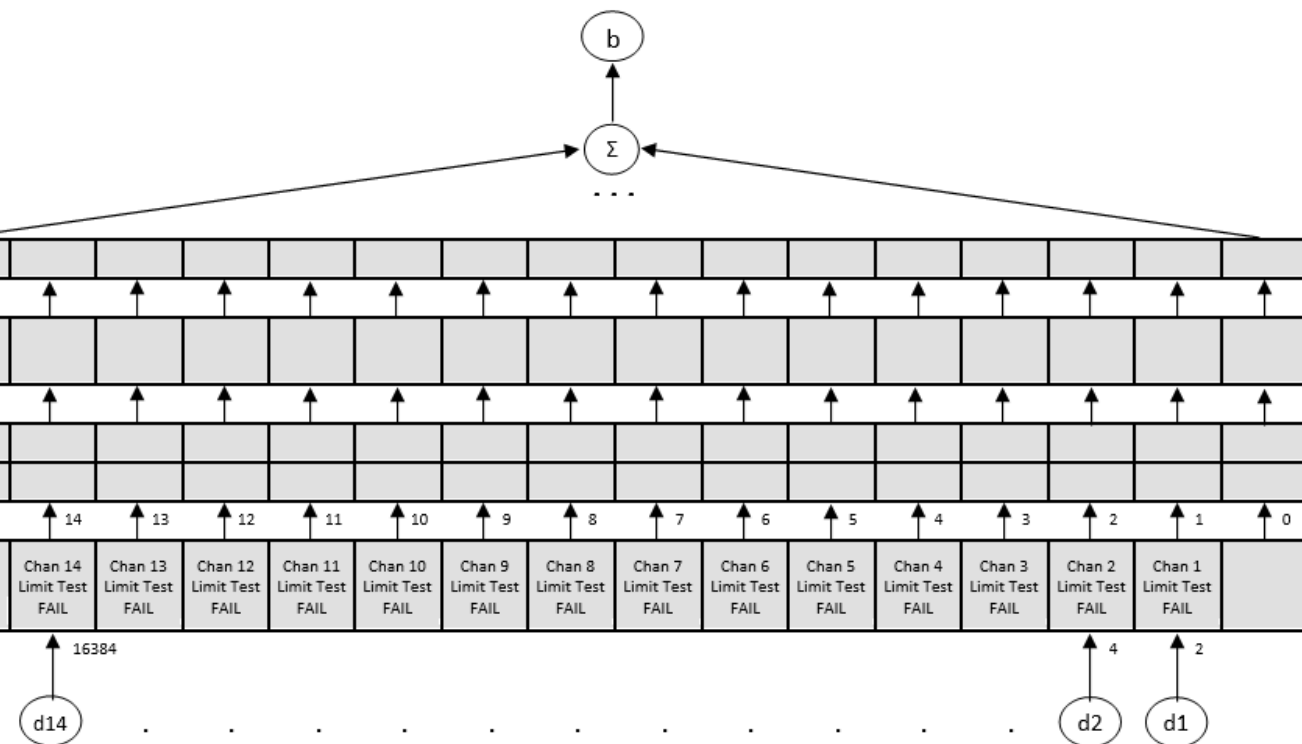 b
Σ
...
14 13 12 11 10 9 8 7 6 5 4 3 2 1 0
Chan 14 Chan 13 Chan 12 Chan 11 Chan 10 Chan 9 Chan 8 Chan 7 Chan 6 Chan 5 Chan 4 Chan 3 Chan 2 Chan 1
Limit Test Limit Test Limit Test Limit Test Limit Test Limit Test Limit Test Limit Test Limit Test Limit Test Limit Test Limit Test Limit Test Limit Test
FAIL FAIL FAIL FAIL FAIL FAIL FAIL FAIL FAIL FAIL FAIL FAIL FAIL FAIL
16384 4 2
d14 . . . . . . . . . . . d2 d1